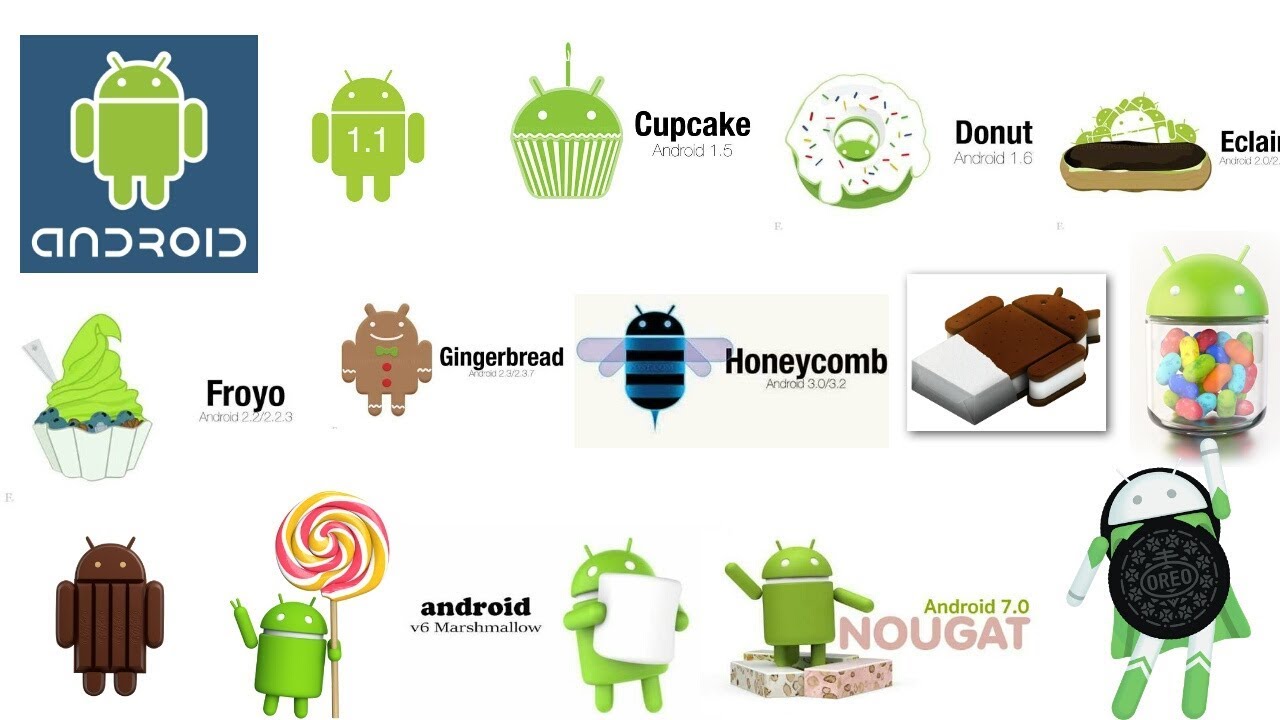 ANDROID
1.1
Cupcake
Android 1.5
Donut
Android 1.6
Eclair
Android 2.0/2.
E
E
Froyo
Android 2.2/2.2.3
Gingerbread
Android 2.3/2.3.7
Honeycomb
Android 3.0/3.2
E
android
v6 Marshmallow
Android 7.0
NOUGAT
OREO